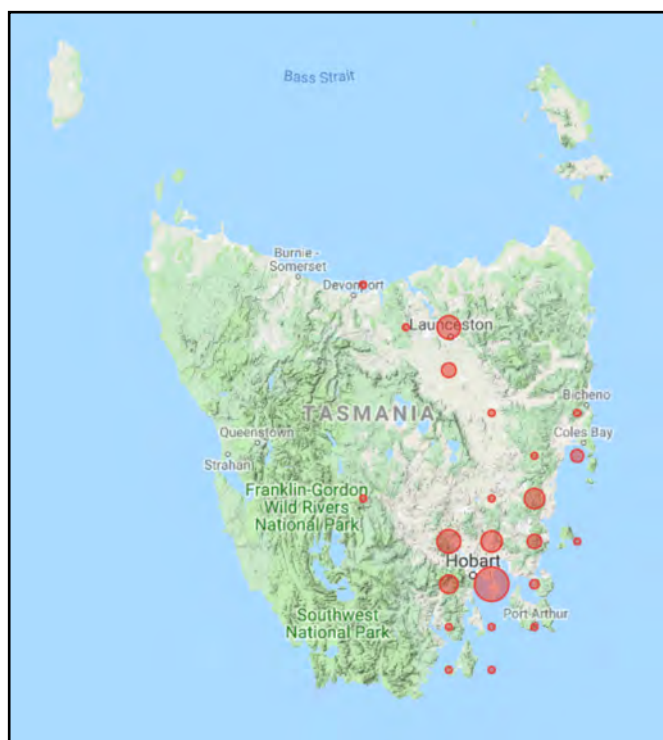 Bass Strait
Burnie -
Somerset
Devonport
Launceston
Bicheno
TASMANIA
Queenstown
Coles Bay
Strahan
Franklin-Gordon
Wild Rivers
National Park
Hobart
Southwest
National Park
Port Arthur